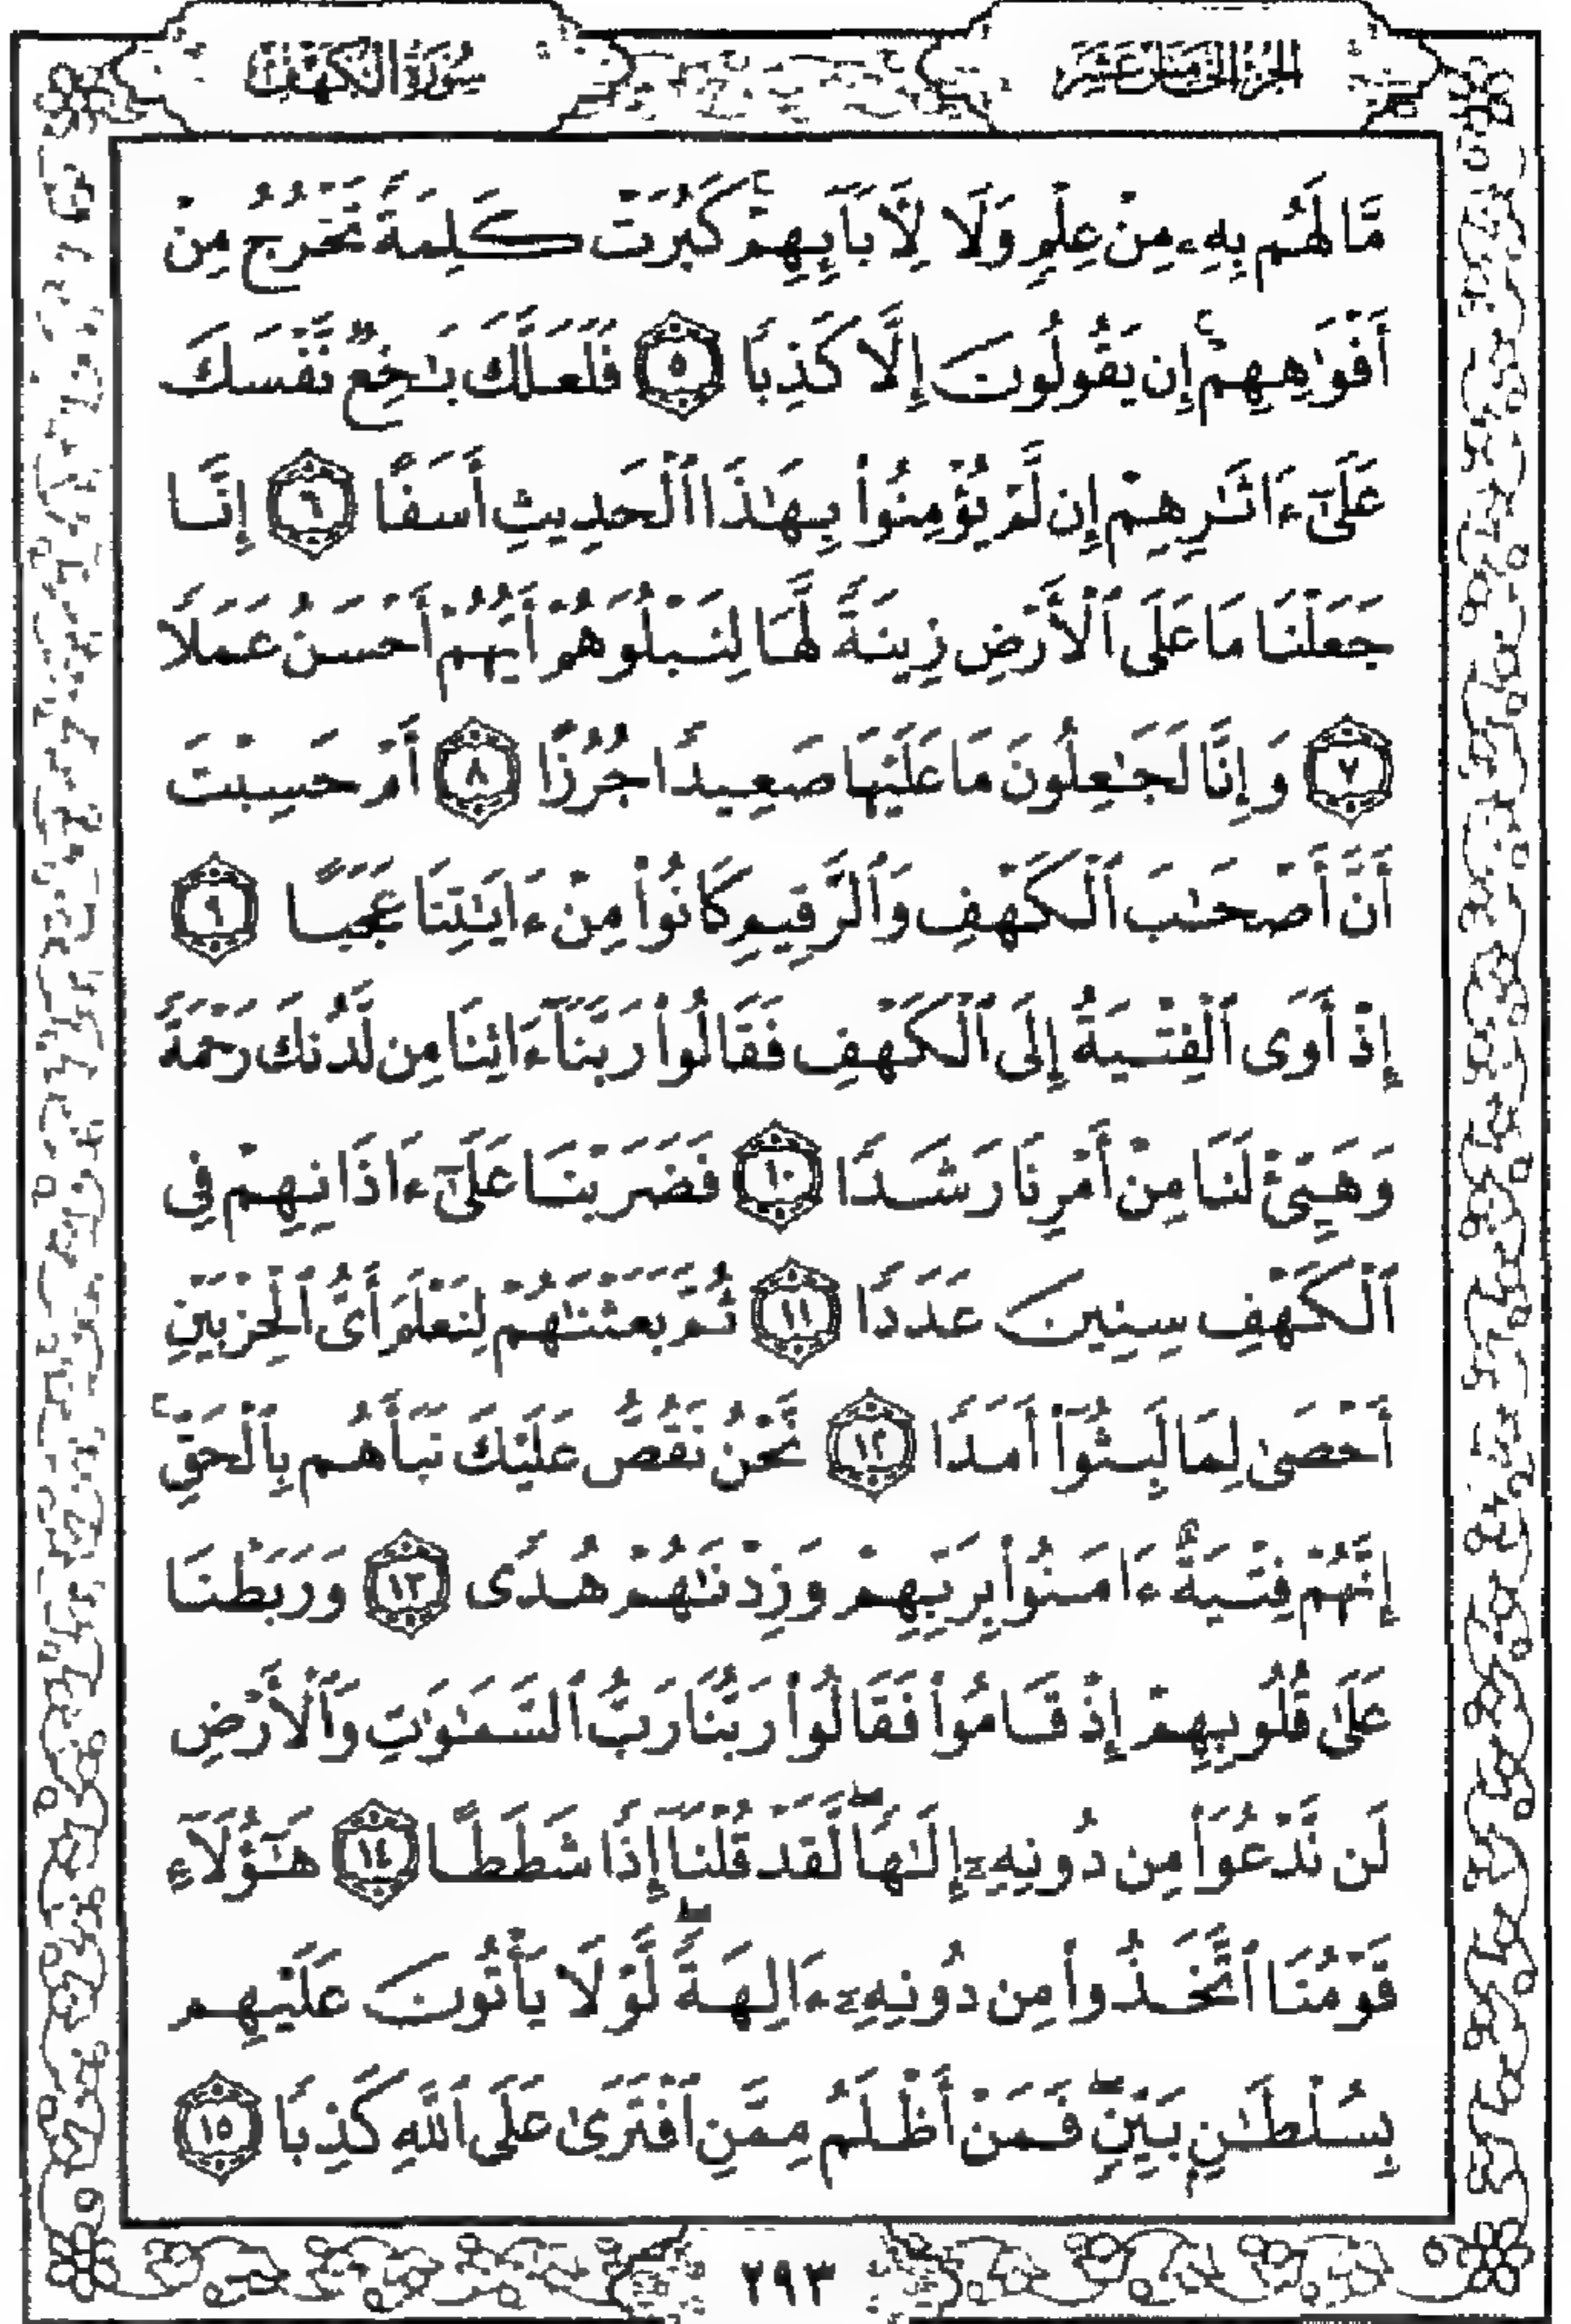 الجزء الخامس عشر
سورة الكهف
مَّا لَهُم بِهِۦ مِنْ عِلْمٍ وَلَا لِأَبَآئِهِمْ ۚ كَبُرَتْ كَلِمَةً تَخْرُجُ مِنْ
أَفْوَٰهِهِمْ ۚ إِن يَقُولُونَ إِلَّا كَذِبًا ٥ فَلَعَلَّكَ بَٰخِعٌ نَّفْسَكَ
عَلَىٰٓ ءَاثَٰرِهِمْ إِن لَّمْ يُؤْمِنُوا۟ بِهَٰذَا ٱلْحَدِيثِ أَسَفًا ٦ إِنَّا
جَعَلْنَا مَا عَلَى ٱلْأَرْضِ زِينَةً لَّهَا لِنَبْلُوَهُمْ أَيُّهُمْ أَحْسَنُ عَمَلًا
٧ وَإِنَّا لَجَٰعِلُونَ مَا عَلَيْهَا صَعِيدًا جُرُزًا ٨ أَمْ حَسِبْتَ
أَنَّ أَصْحَٰبَ ٱلْكَهْفِ وَٱلرَّقِيمِ كَانُوا۟ مِنْ ءَايَٰتِنَا عَجَبًا ٩
إِذْ أَوَى ٱلْفِتْيَةُ إِلَى ٱلْكَهْفِ فَقَالُوا۟ رَبَّنَآ ءَاتِنَا مِن لَّدُنكَ رَحْمَةً
وَهَيِّئْ لَنَا مِنْ أَمْرِنَا رَشَدًا ١٠ فَضَرَبْنَا عَلَىٰٓ ءَاذَانِهِمْ فِى
ٱلْكَهْفِ سِنِينَ عَدَدًا ١١ ثُمَّ بَعَثْنَٰهُمْ لِنَعْلَمَ أَىُّ ٱلْحِزْبَيْنِ
أَحْصَىٰ لِمَا لَبِثُوٓا۟ أَمَدًا ١٢ نَّحْنُ نَقُصُّ عَلَيْكَ نَبَأَهُم بِٱلْحَقِّ ۚ
إِنَّهُمْ فِتْيَةٌ ءَامَنُوا۟ بِرَبِّهِمْ وَزِدْنَٰهُمْ هُدًى ١٣ وَرَبَطْنَا
عَلَىٰ قُلُوبِهِمْ إِذْ قَامُوا۟ فَقَالُوا۟ رَبُّنَا رَبُّ ٱلسَّمَٰوَٰتِ وَٱلْأَرْضِ
لَن نَّدْعُوَا۟ مِن دُونِهِۦٓ إِلَٰهًا ۖ لَّقَدْ قُلْنَآ إِذًا شَطَطًا ١٤ هَٰٓؤُلَآءِ
قَوْمُنَا ٱتَّخَذُوا۟ مِن دُونِهِۦٓ ءَالِهَةً ۖ لَّوْلَا يَأْتُونَ عَلَيْهِم
بِسُلْطَٰنٍۭ بَيِّنٍ ۖ فَمَنْ أَظْلَمُ مِمَّنِ ٱفْتَرَىٰ عَلَى ٱللَّهِ كَذِبًا ١٥
٢٩٣